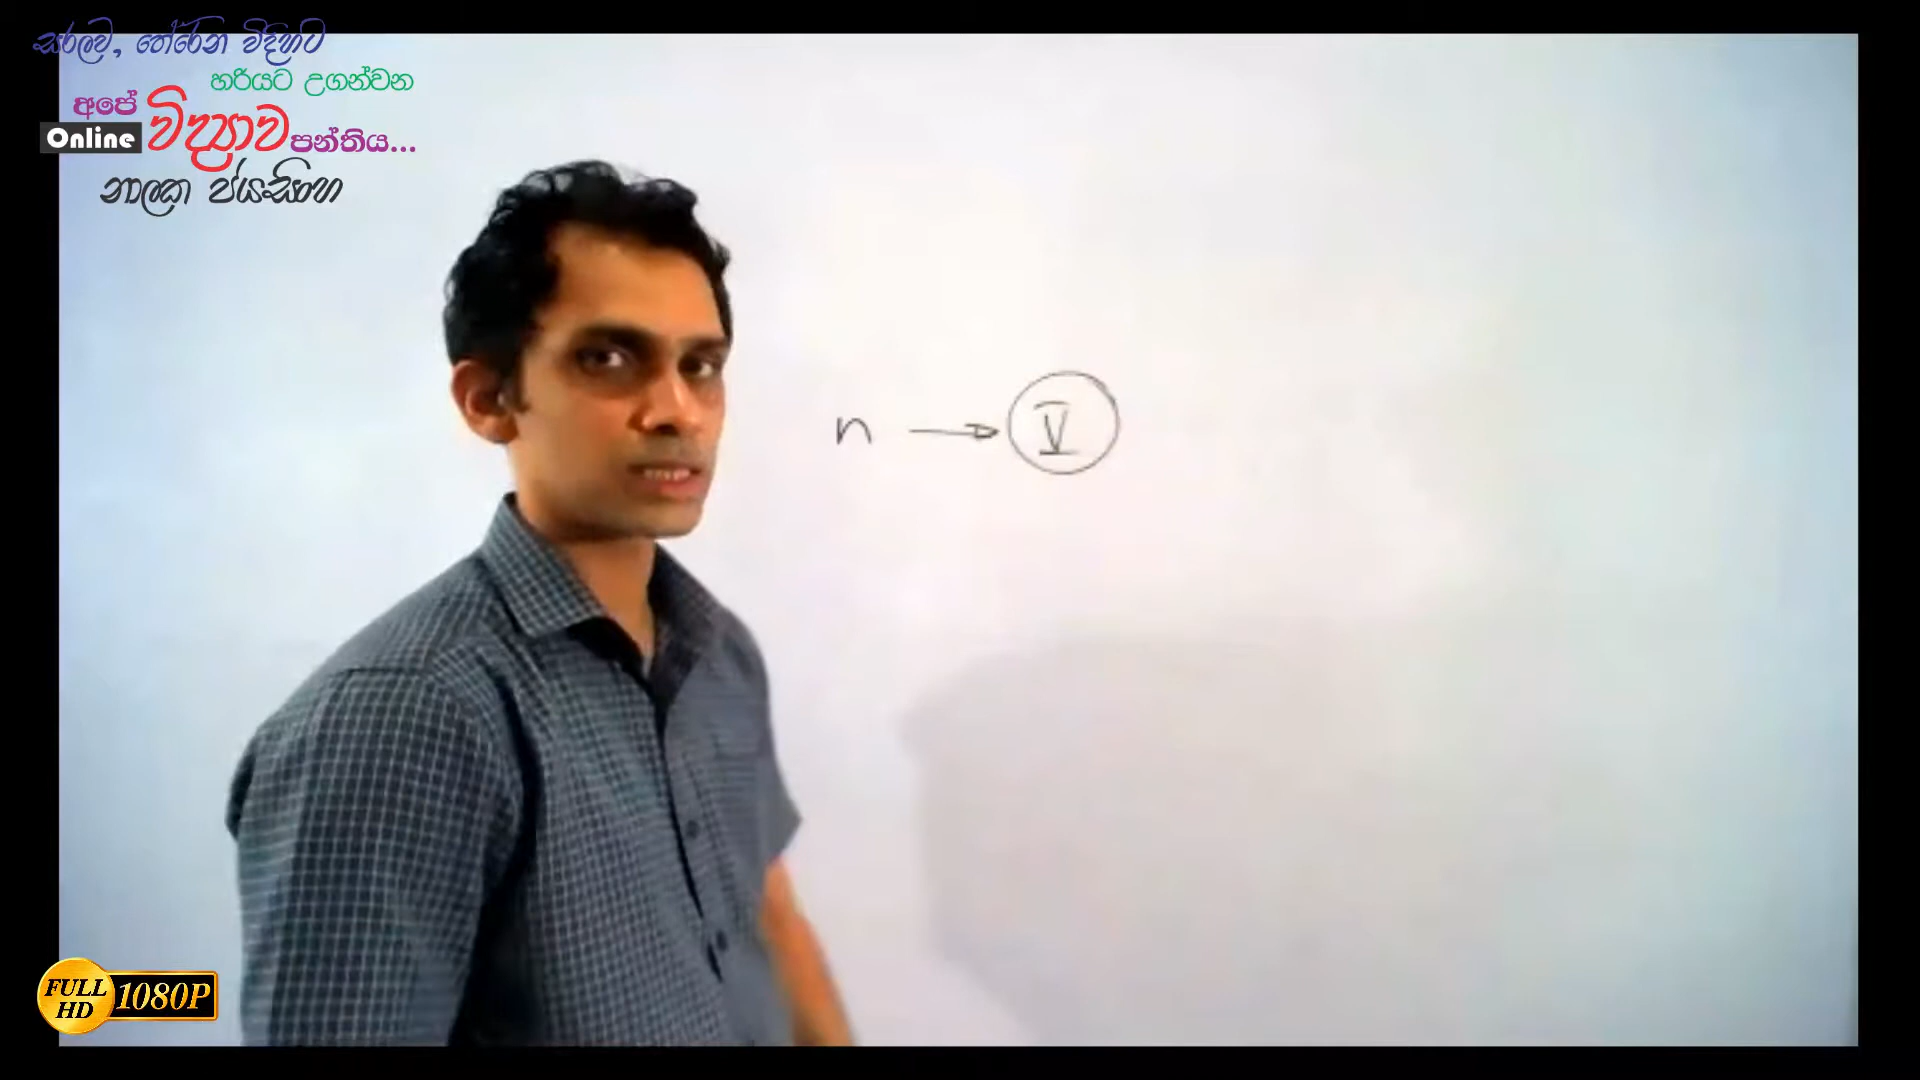 සරලව, තේරෙන විදිහට
හරියට උගන්වන
අපේ
Online විද්‍යාව පන්තිය...
නාලක ජයසිංහ
n → V
FULL HD 1080P